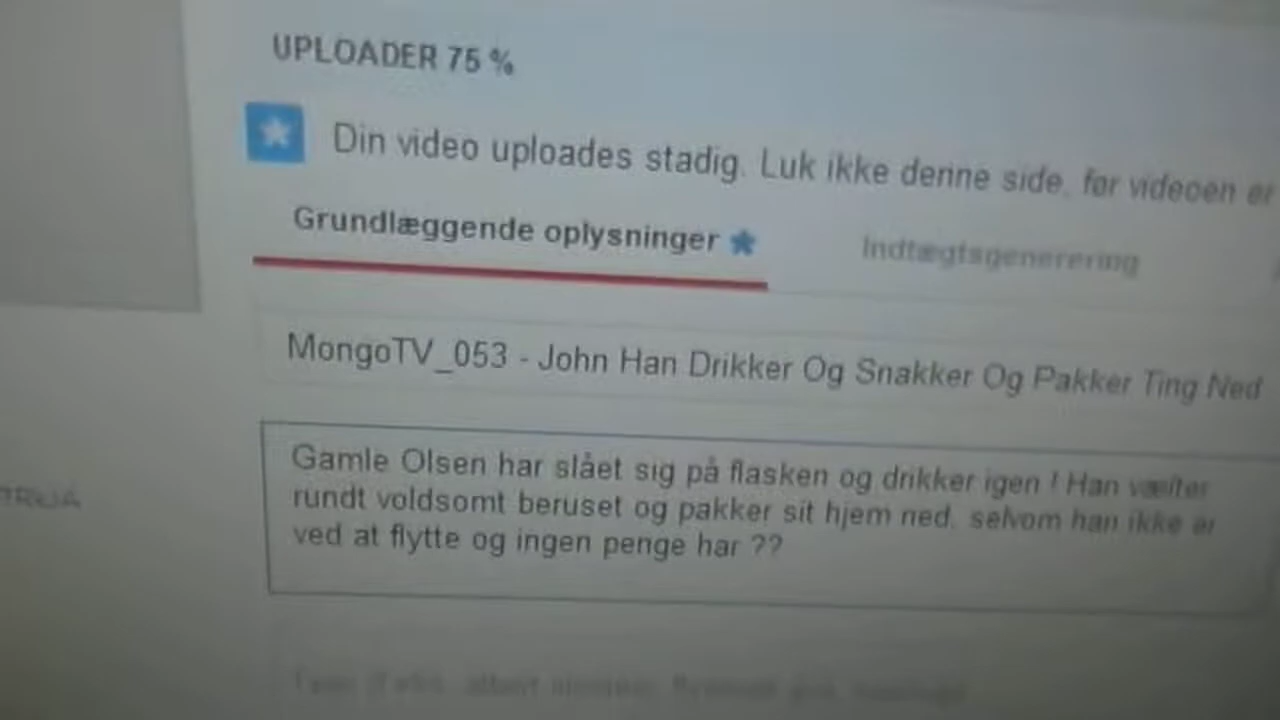 UPLOADER 75 %
Din video uploades stadig. Luk ikke denne side, før videoen er
Grundlæggende oplysninger
Indtægtsgenerering
MongoTV_053 - John Han Drikker Og Snakker Og Pakker Ting Ned
Gamle Olsen har slået sig på flasken og drikker igen ! Han vælter
rundt voldsomt beruset og pakker sit hjem ned, selvom han ikke er
ved at flytte og ingen penge har ??